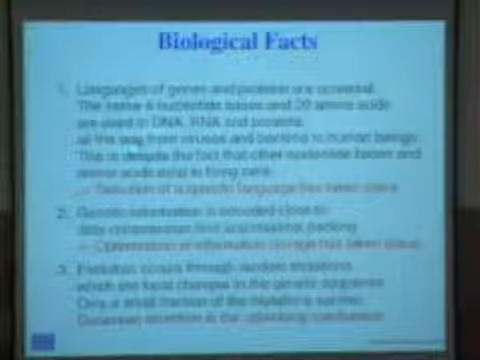 Biological Facts
1. Languages of genes and proteins are universal.
The same 4 nucleotide bases and 20 amino acids
are used in DNA, RNA and proteins,
all the way from viruses and bacteria to human beings.
This is despite the fact that other nucleotide bases and
amino acids exist in living cells.
Selection of a specific language has taken place
2. Genetic information is encoded close to
data compression limit and maximal packing
Optimisation of information storage has taken place
3. Evolution occurs through random mutations
which are local changes in the genetic sequence
Only a small fraction of the mutations survive
Darwinian selection is the